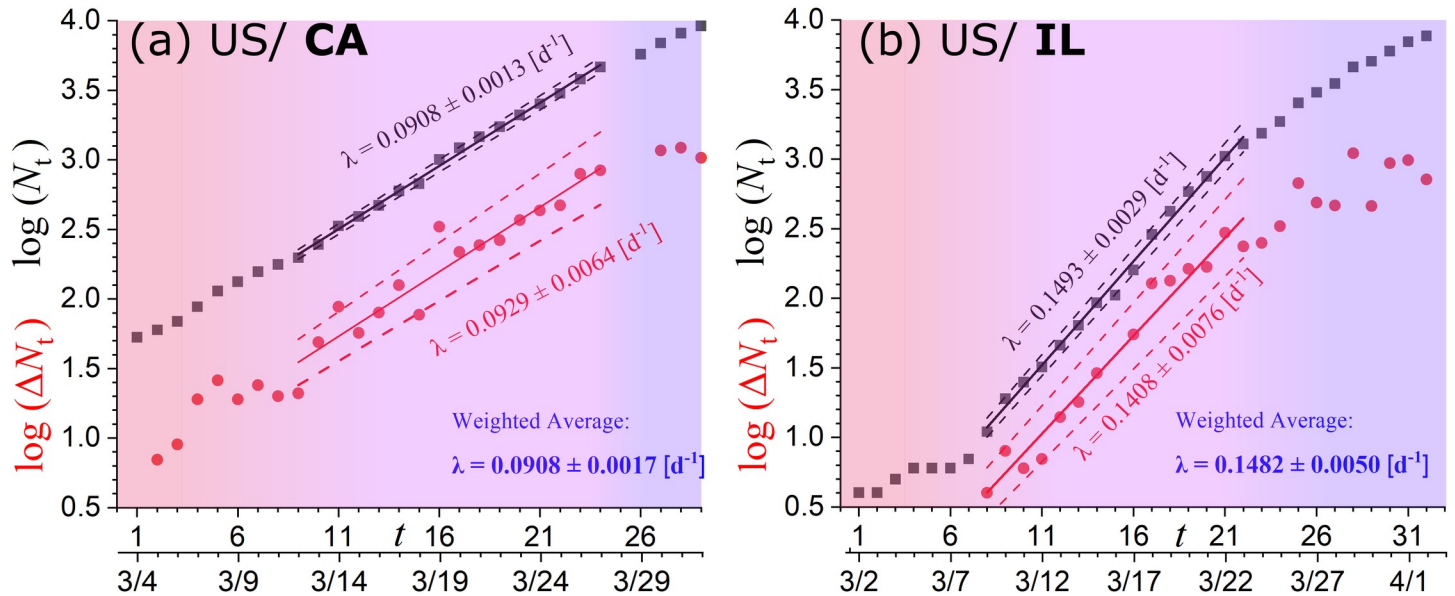 (a) US/ CA
4.0
3.5
3.0
2.5
2.0
1.5
1.0
0.5
log (Nt)
log (ΔNt)
λ = 0.0908 ± 0.0013 [d-1]
λ = 0.0929 ± 0.0064 [d-1]
Weighted Average:
λ = 0.0908 ± 0.0017 [d-1]
1 6 11 t 16 21 26
3/4 3/9 3/14 3/19 3/24 3/29
(b) US/ IL
4.0
3.5
3.0
2.5
2.0
1.5
1.0
0.5
log (Nt)
log (ΔNt)
λ = 0.1493 ± 0.0029 [d-1]
λ = 0.1408 ± 0.0076 [d-1]
Weighted Average:
λ = 0.1482 ± 0.0050 [d-1]
1 6 11 16 t 21 26 31
3/2 3/7 3/12 3/17 3/22 3/27 4/1